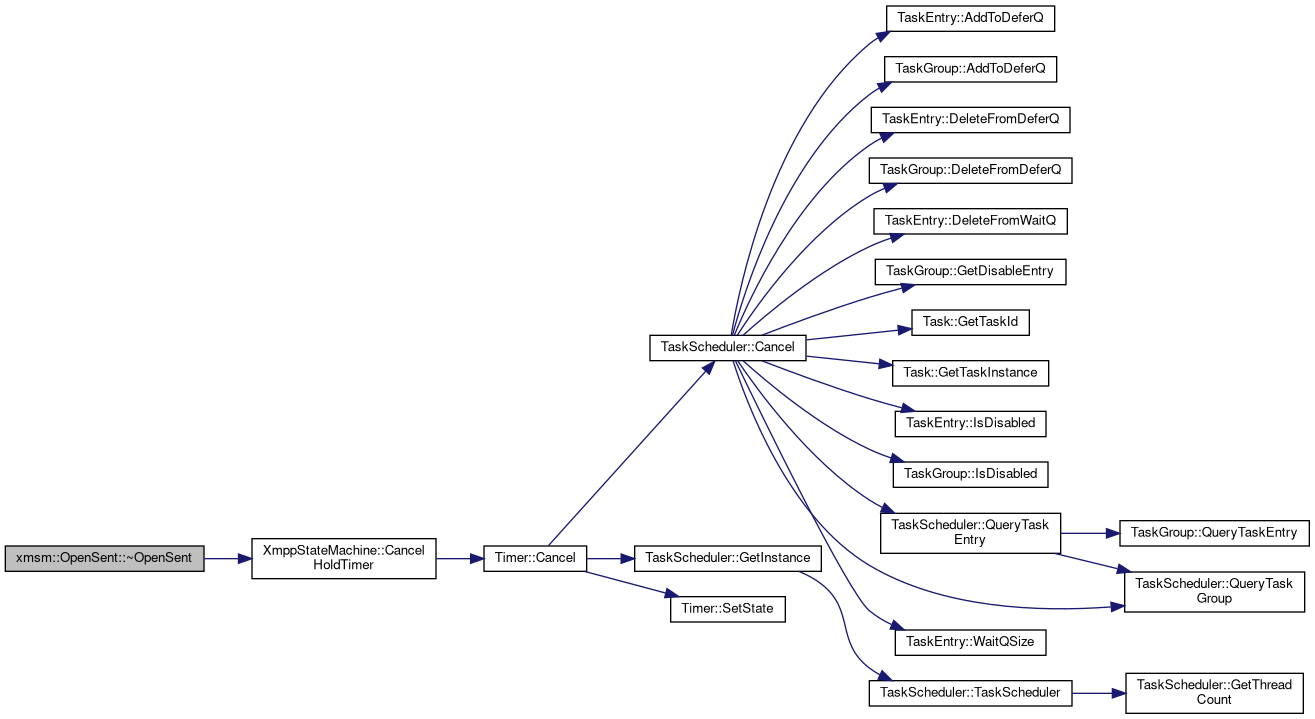 TaskEntry::AddToDeferQ
TaskGroup::AddToDeferQ
TaskEntry::DeleteFromDeferQ
TaskGroup::DeleteFromDeferQ
TaskEntry::DeleteFromWaitQ
TaskGroup::GetDisableEntry
Task::GetTaskId
TaskScheduler::Cancel
Task::GetTaskInstance
TaskEntry::IsDisabled
TaskGroup::IsDisabled
TaskScheduler::QueryTask
Entry
TaskGroup::QueryTaskEntry
xmsm::OpenSent::~OpenSent
XmppStateMachine::Cancel
HoldTimer
Timer::Cancel
TaskScheduler::GetInstance
TaskScheduler::QueryTask
Group
Timer::SetState
TaskEntry::WaitQSize
TaskScheduler::TaskScheduler
TaskScheduler::GetThread
Count